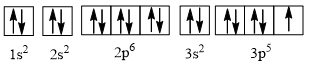 1s² 2s² 2p⁶ 3s² 3p⁵